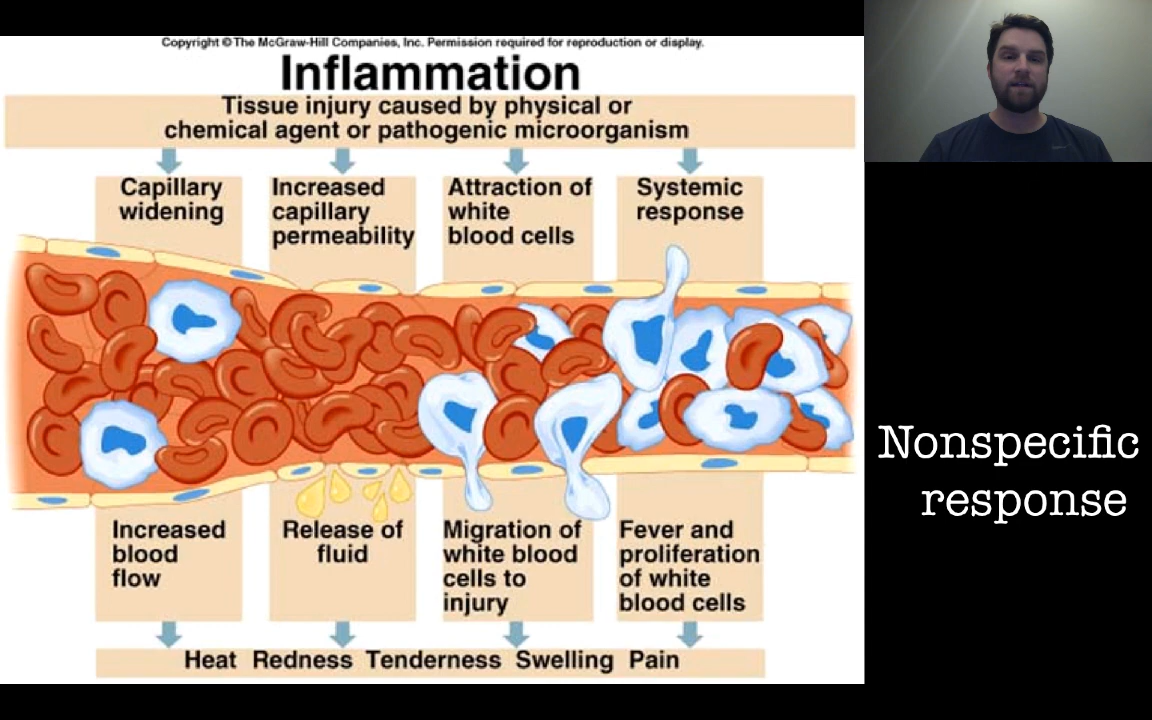 Copyright © The McGraw-Hill Companies, Inc. Permission required for reproduction or display.
Inflammation
Tissue injury caused by physical or
chemical agent or pathogenic microorganism
Capillary
widening
Increased
capillary
permeability
Attraction of
white
blood cells
Systemic
response
Increased
blood
flow
Release of
fluid
Migration of
white blood
cells to
injury
Fever and
proliferation
of white
blood cells
Heat Redness Tenderness Swelling Pain
Nonspecific
response